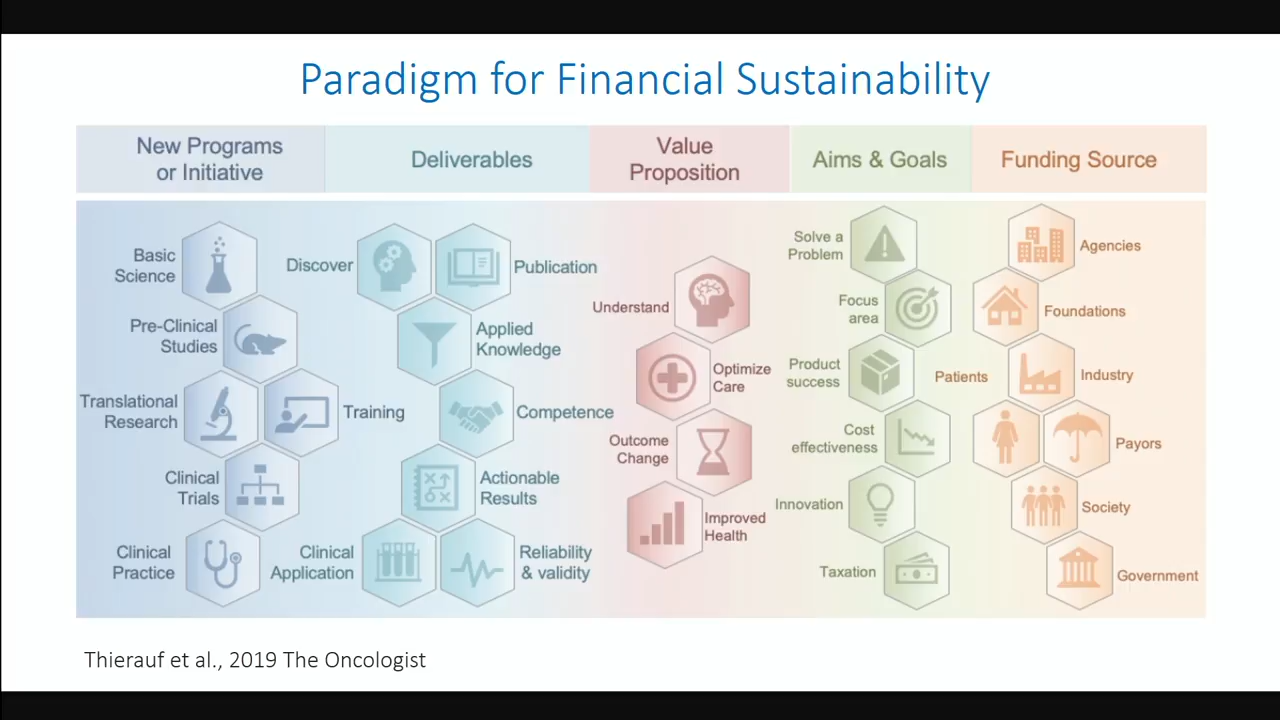 Paradigm for Financial Sustainability
New Programs
or Initiative
Deliverables
Value
Proposition
Aims & Goals
Funding Source
Basic
Science
Pre-Clinical
Studies
Translational
Research
Training
Clinical
Trials
Clinical
Practice
Discover
Publication
Applied
Knowledge
Competence
Actionable
Results
Clinical
Application
Reliability
& validity
Understand
Optimize
Care
Outcome
Change
Improved
Health
Solve a
Problem
Focus
area
Product
success
Cost
effectiveness
Innovation
Taxation
Agencies
Foundations
Industry
Patients
Payors
Society
Government
Thierauf et al., 2019 The Oncologist